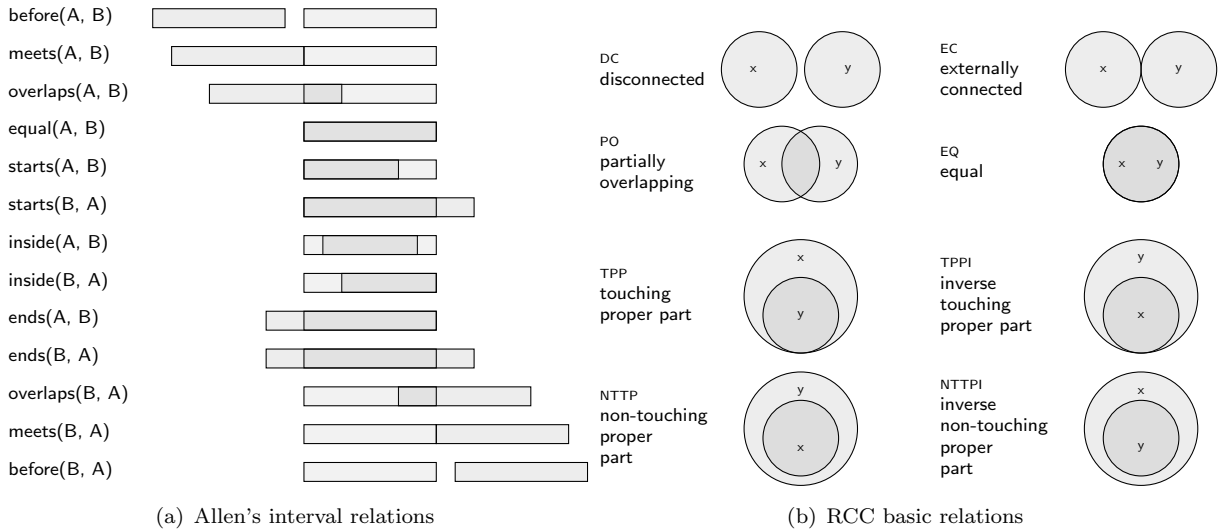 before(A, B)
meets(A, B)
overlaps(A, B)
equal(A, B)
starts(A, B)
starts(B, A)
inside(A, B)
inside(B, A)
ends(A, B)
ends(B, A)
overlaps(B, A)
meets(B, A)
before(B, A)
(a) Allen's interval relations
DC
disconnected
x y
EC
externally
connected
x y
PO
partially
overlapping
x y
EQ
equal
x y
TPP
touching
proper part
x
y
TPPI
inverse
touching
proper part
y
x
NTTP
non-touching
proper
part
y
x
NTTPI
inverse
non-touching
proper
part
x
y
(b) RCC basic relations